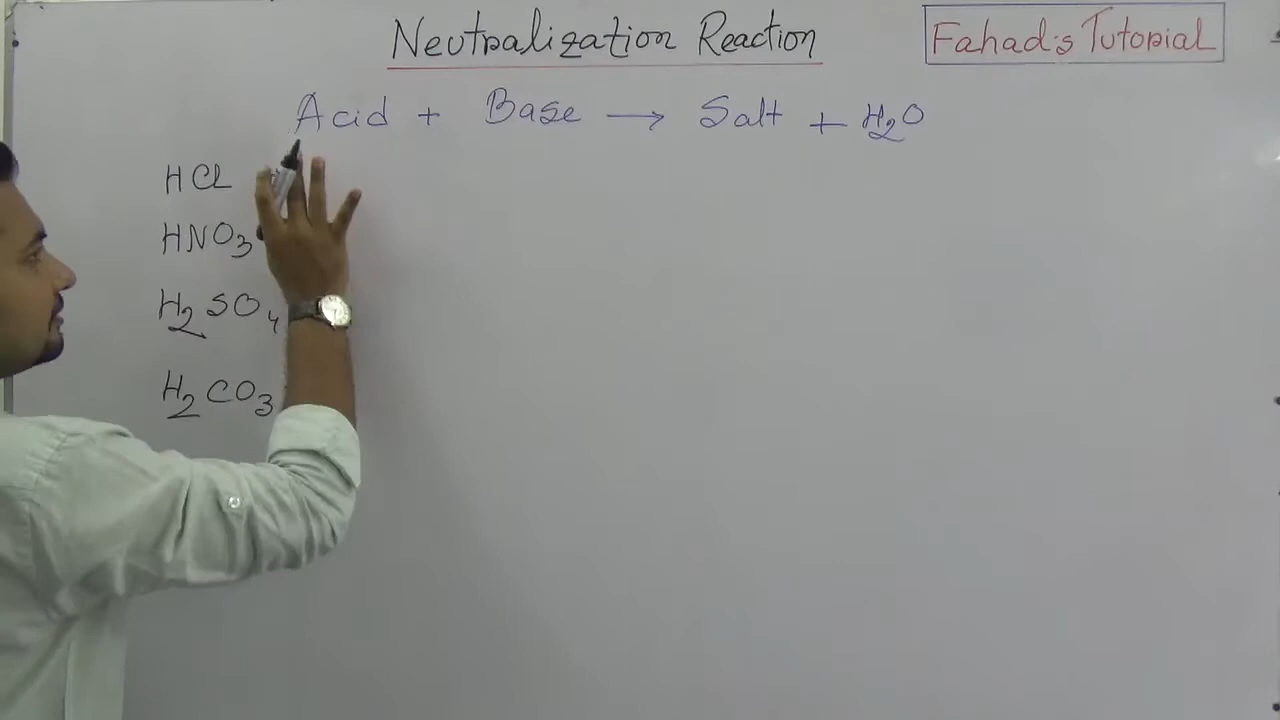 Neutralization Reaction
Fahad's Tutorial
Acid + Base → Salt + H₂O
HCl
HNO₃
H₂SO₄
H₂CO₃